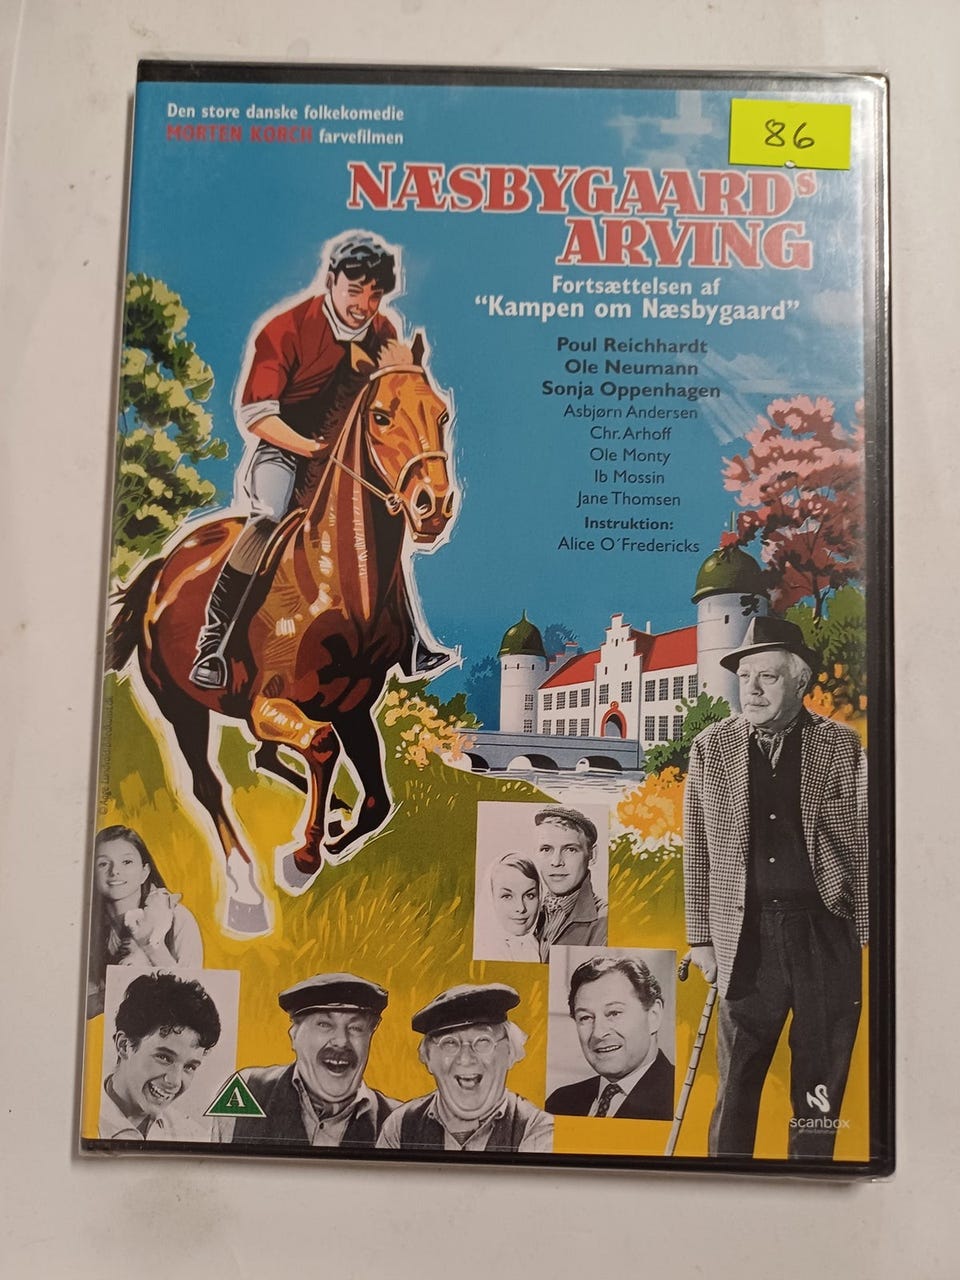 Den store danske folkekomedie
MORTEN KORCH farvefilmen
86
NÆSBYGAARDs
ARVING
Fortsættelsen af
"Kampen om Næsbygaard"
Poul Reichhardt
Ole Neumann
Sonja Oppenhagen
Asbjørn Andersen
Chr. Arhoff
Ole Monty
Ib Mossin
Jane Thomsen
Instruktion:
Alice O´Fredericks
A
scanbox